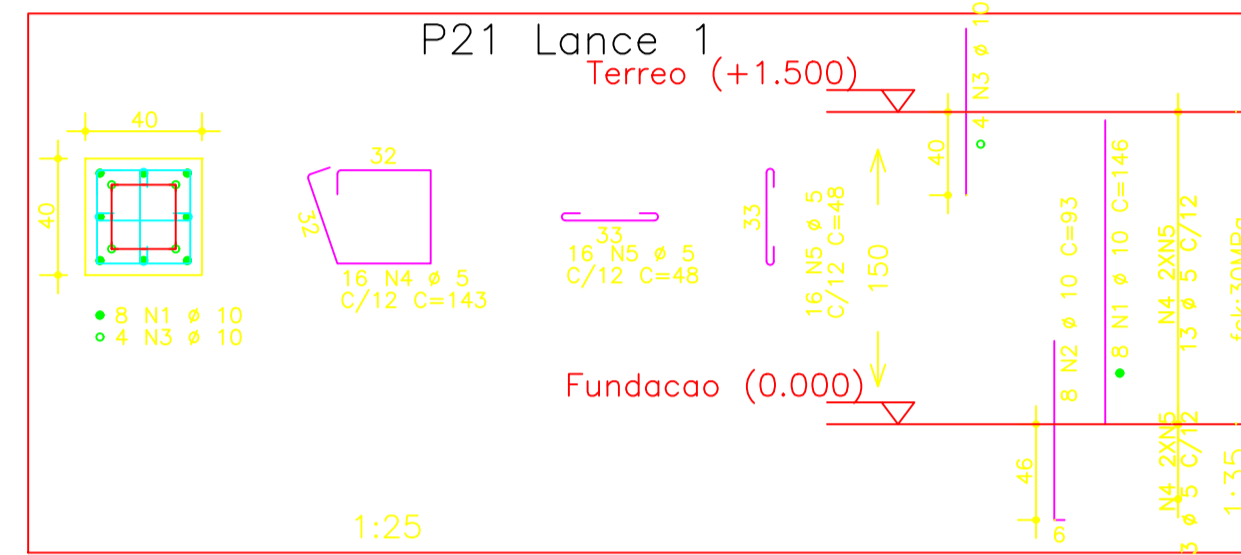 P21 Lance 1
Terreo (+1.500)
40
40
8 N1 ø 10
4 N3 ø 10
32
32
16 N4 ø 5
C/12 C=143
33
16 N5 ø 5
C/12 C=48
33
16 N5 ø 5
C/12 C=48
150
Fundacao (0.000)
40
4 N3 ø 10
8 N2 ø 10 C=93
8 N1 ø 10 C=146
N4 2XN5
13 ø 5 C/12
N4 2XN5
3 ø 5 C/12
46
6
1:25
1:35